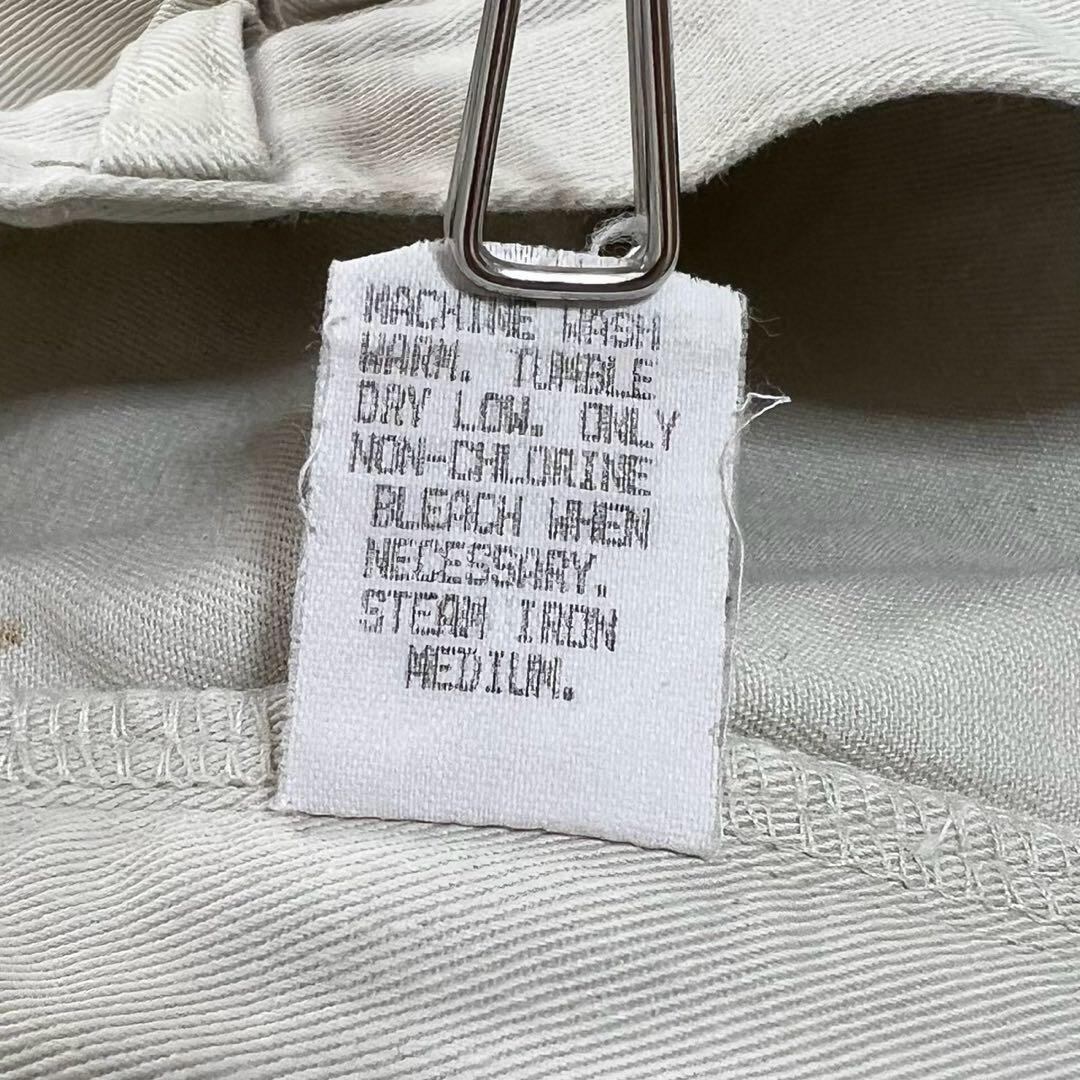 MACHINE WASH
WARM. TUMBLE
DRY LOW. ONLY
NON-CHLORINE
BLEACH WHEN
NECESSARY.
STEAM IRON
MEDIUM.